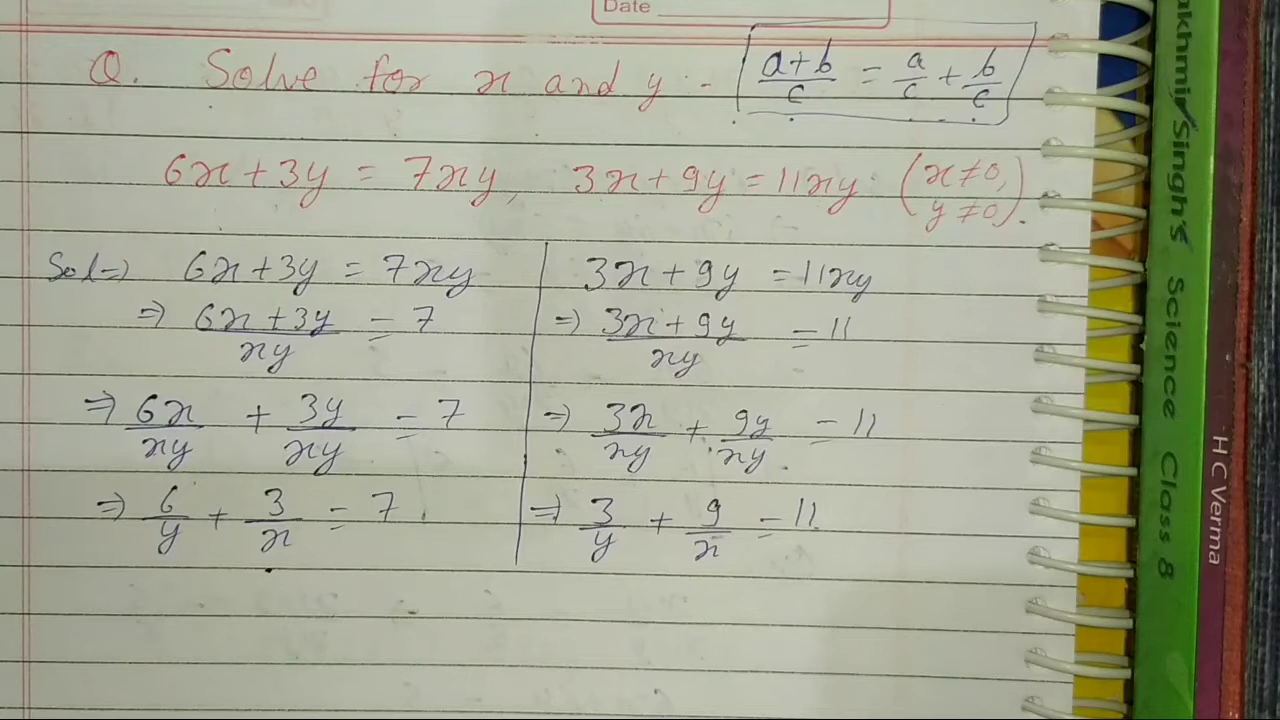 Date
Q. Solve for x and y :- (a+b)/c = a/c + b/c
6x+3y = 7xy, 3x+9y = 11xy (x≠0, y≠0).
Sol⇒ 6x+3y = 7xy
⇒ (6x+3y)/xy = 7
⇒ 6x/xy + 3y/xy = 7
⇒ 6/y + 3/x = 7
3x+9y = 11xy
⇒ (3x+9y)/xy = 11
⇒ 3x/xy + 9y/xy = 11
⇒ 3/y + 9/x = 11
akhmir Singh's Science Class 8
H C Verma